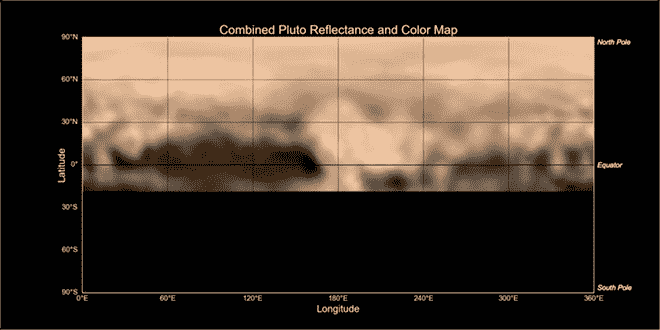 Combined Pluto Reflectance and Color Map
90°N
North Pole
60°N
30°N
Latitude
0°
Equator
30°S
60°S
90°S
South Pole
0°E
60°E
120°E
180°E
240°E
300°E
360°E
Longitude